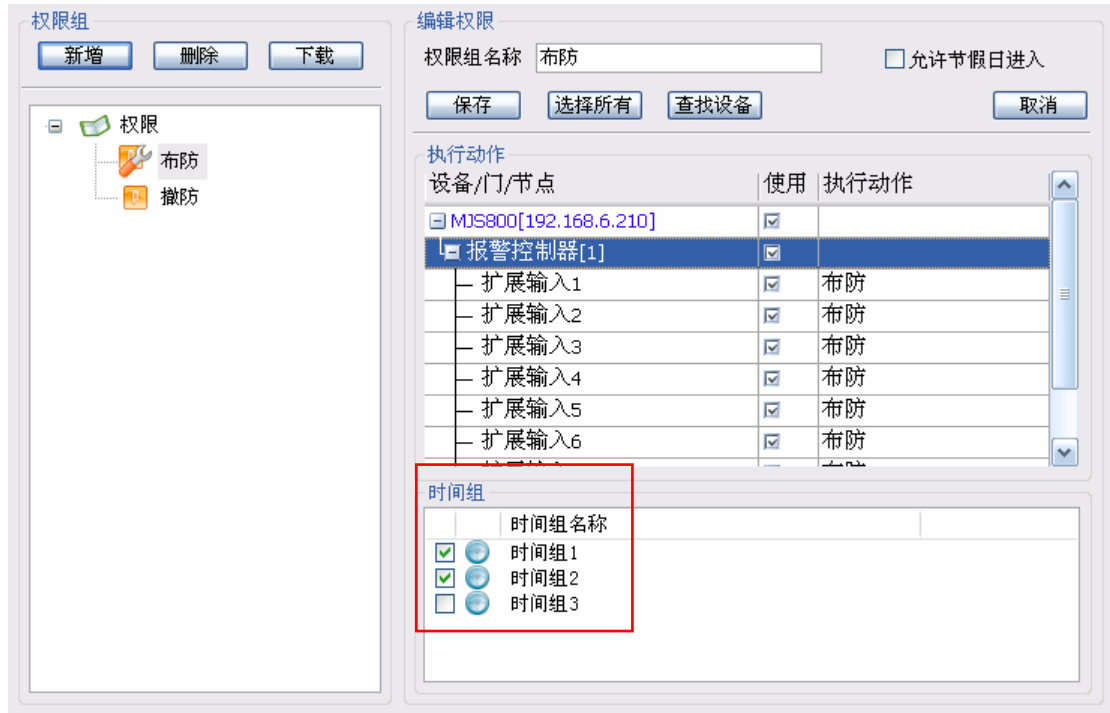 权限组
新增 删除 下载
权限
布防
撤防
编辑权限
权限组名称 布防 允许节假日进入
保存 选择所有 查找设备 取消
执行动作
设备/门/节点 使用 执行动作
MJS800[192.168.6.210]
报警控制器[1]
扩展输入1 布防
扩展输入2 布防
扩展输入3 布防
扩展输入4 布防
扩展输入5 布防
扩展输入6 布防
时间组
时间组名称
时间组1
时间组2
时间组3